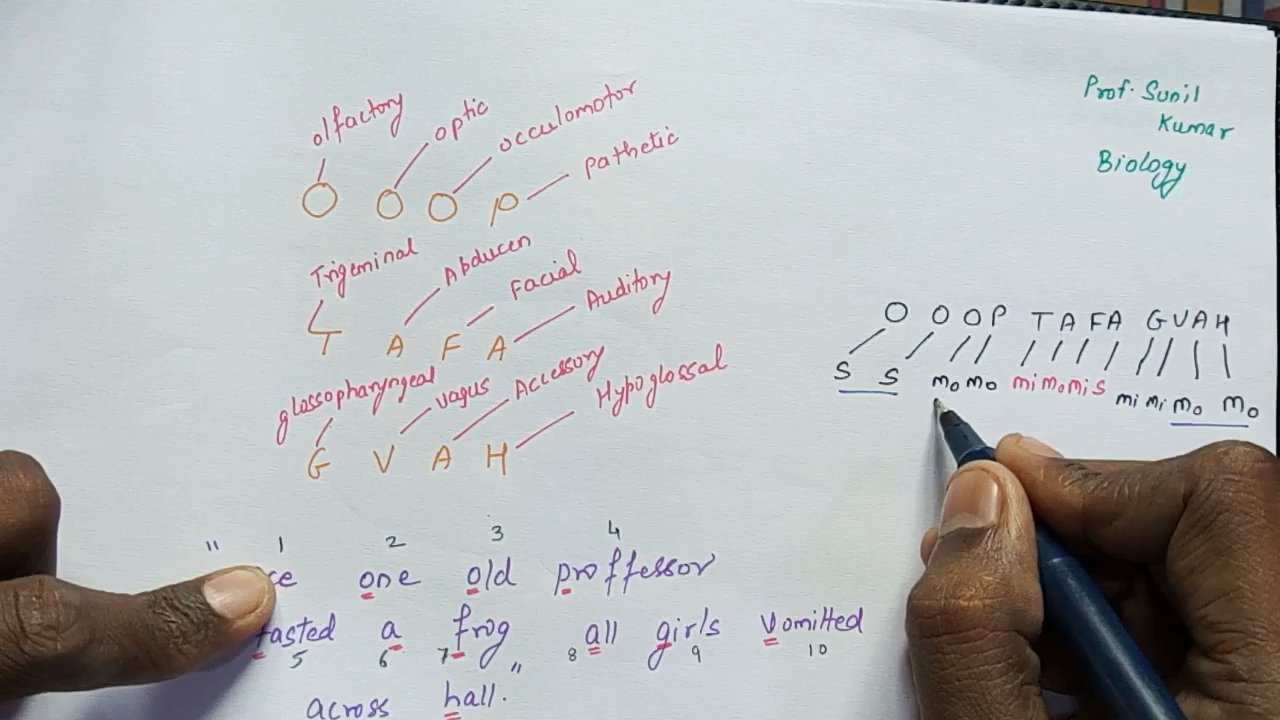 Prof. Sunil
Kumar
Biology
olfactory optic occulomotor pathetic
O O O P
Trigeminal Abducen Facial Auditory
T A F A
glossopharyngeal vagus Accessory Hypoglossal
G V A H
O O O P T A F A G V A H
S S Mo Mo mi Mo mi S mi mi Mo Mo
" 1 2 3 4
one old proffessor
tasted a frog " all girls vomitted
5 6 7 8 9 10
across hall.